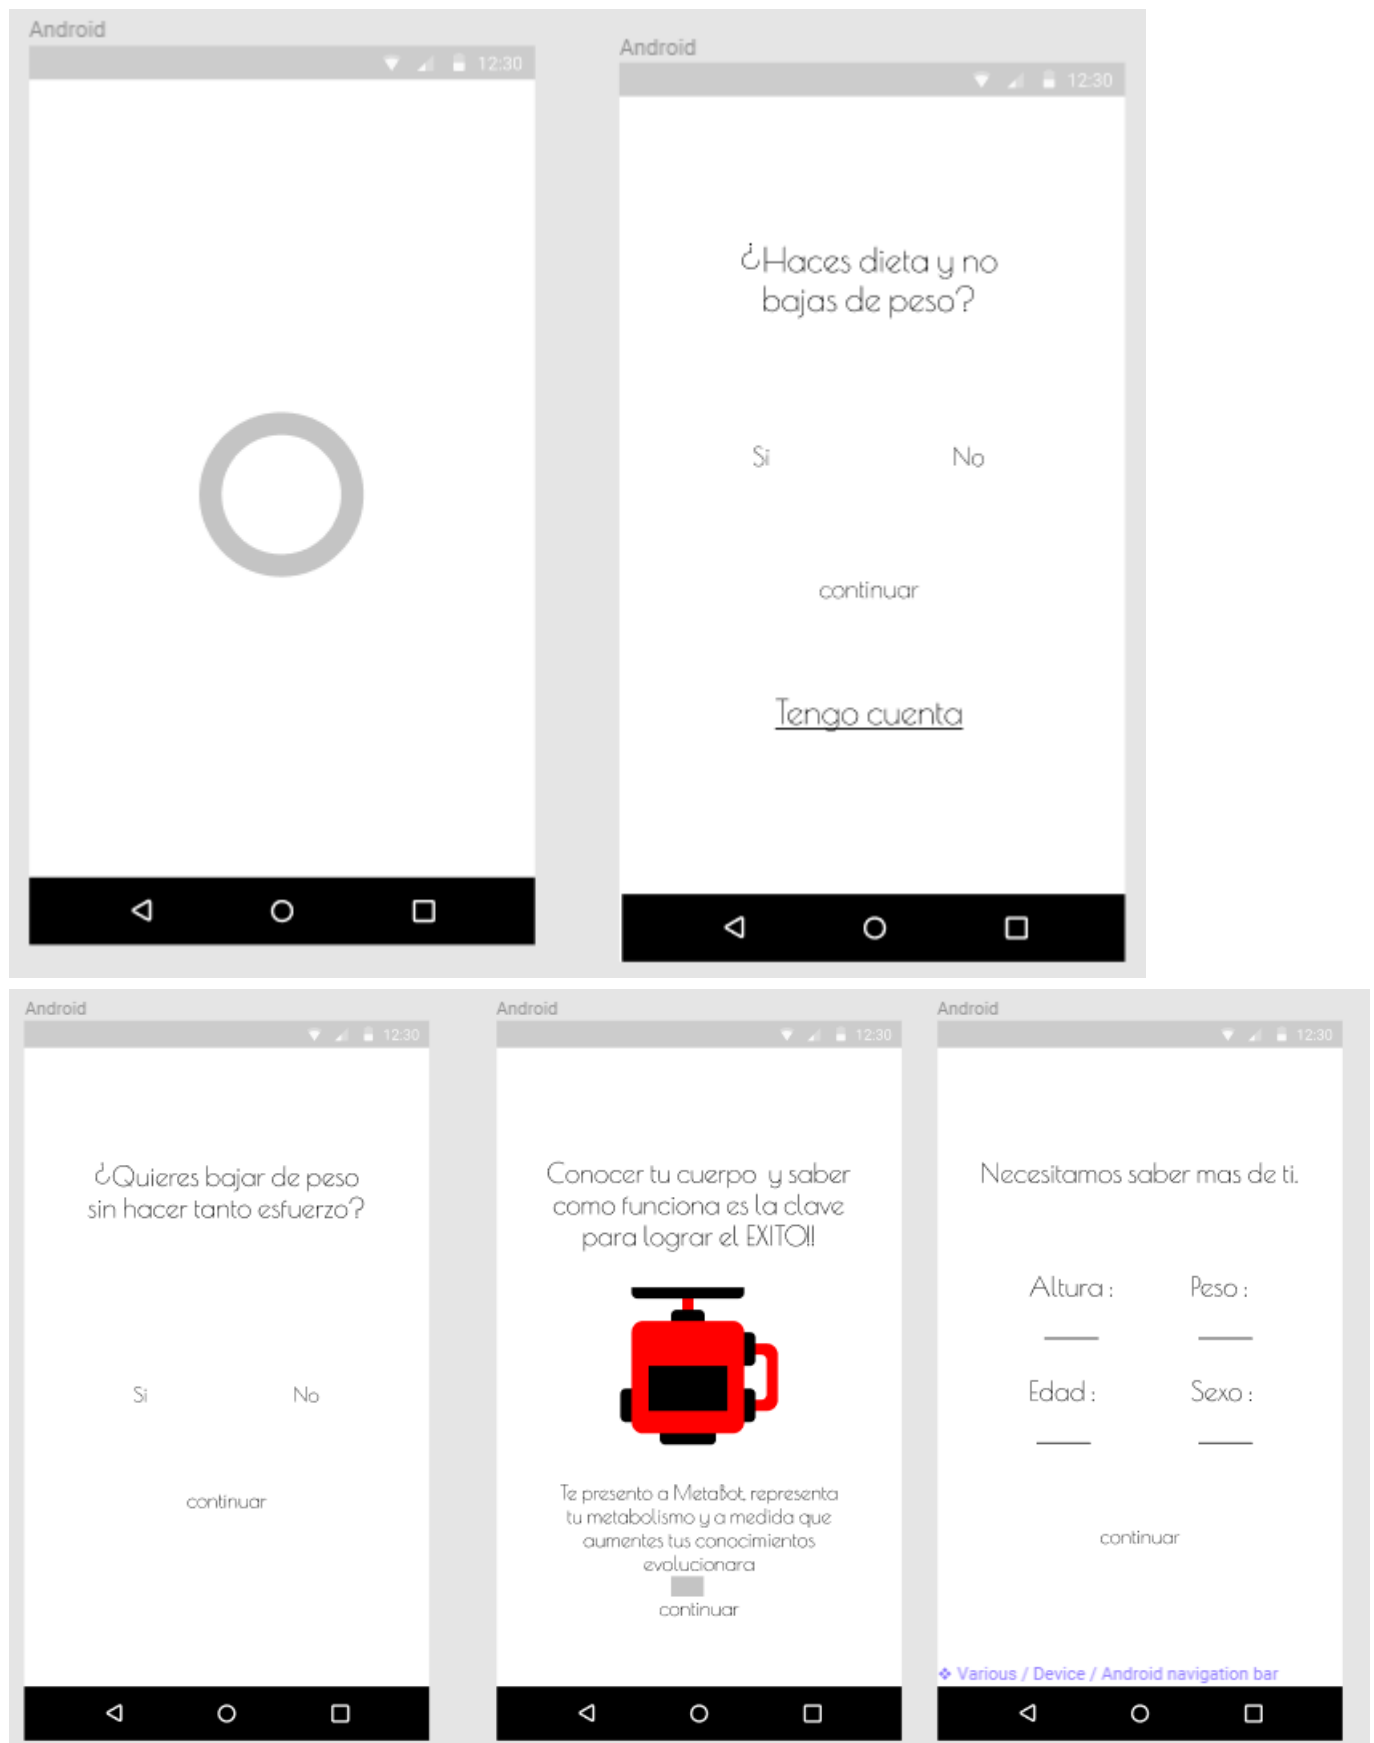 Android
12:30
Android
12:30
¿Haces dieta y no
bajas de peso?
Si No
continuar
Tengo cuenta
Android
12:30
¿Quieres bajar de peso
sin hacer tanto esfuerzo?
Si No
continuar
Android
12:30
Conocer tu cuerpo y saber
como funciona es la clave
para lograr el EXITO!!
Te presento a MetaBot, representa
tu metabolismo y a medida que
aumentes tus conocimientos
evolucionara
continuar
Android
12:30
Necesitamos saber mas de ti.
Altura : Peso :
Edad : Sexo :
continuar
Various / Device / Android navigation bar